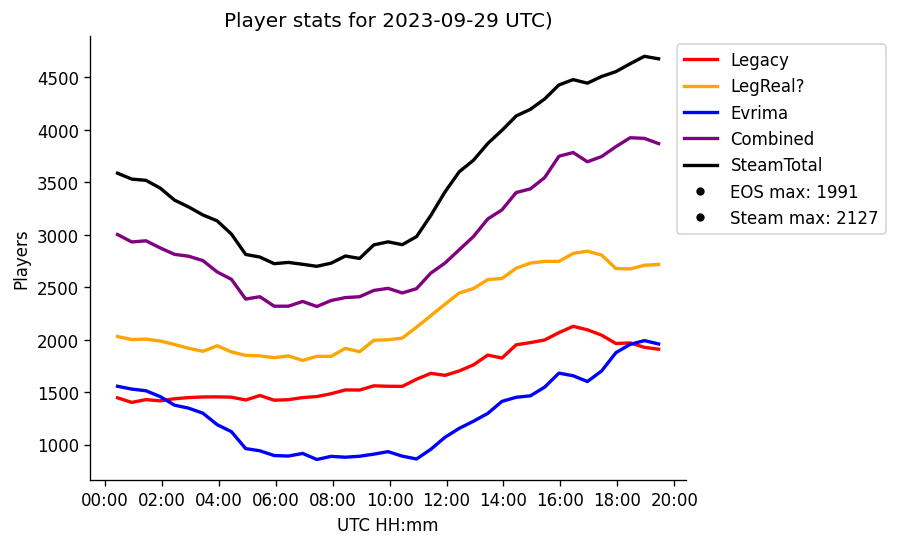 Player stats for 2023-09-29 UTC)
Players
4500
4000
3500
3000
2500
2000
1500
1000
00:00 02:00 04:00 06:00 08:00 10:00 12:00 14:00 16:00 18:00 20:00
UTC HH:mm
Legacy
LegReal?
Evrima
Combined
SteamTotal
EOS max: 1991
Steam max: 2127